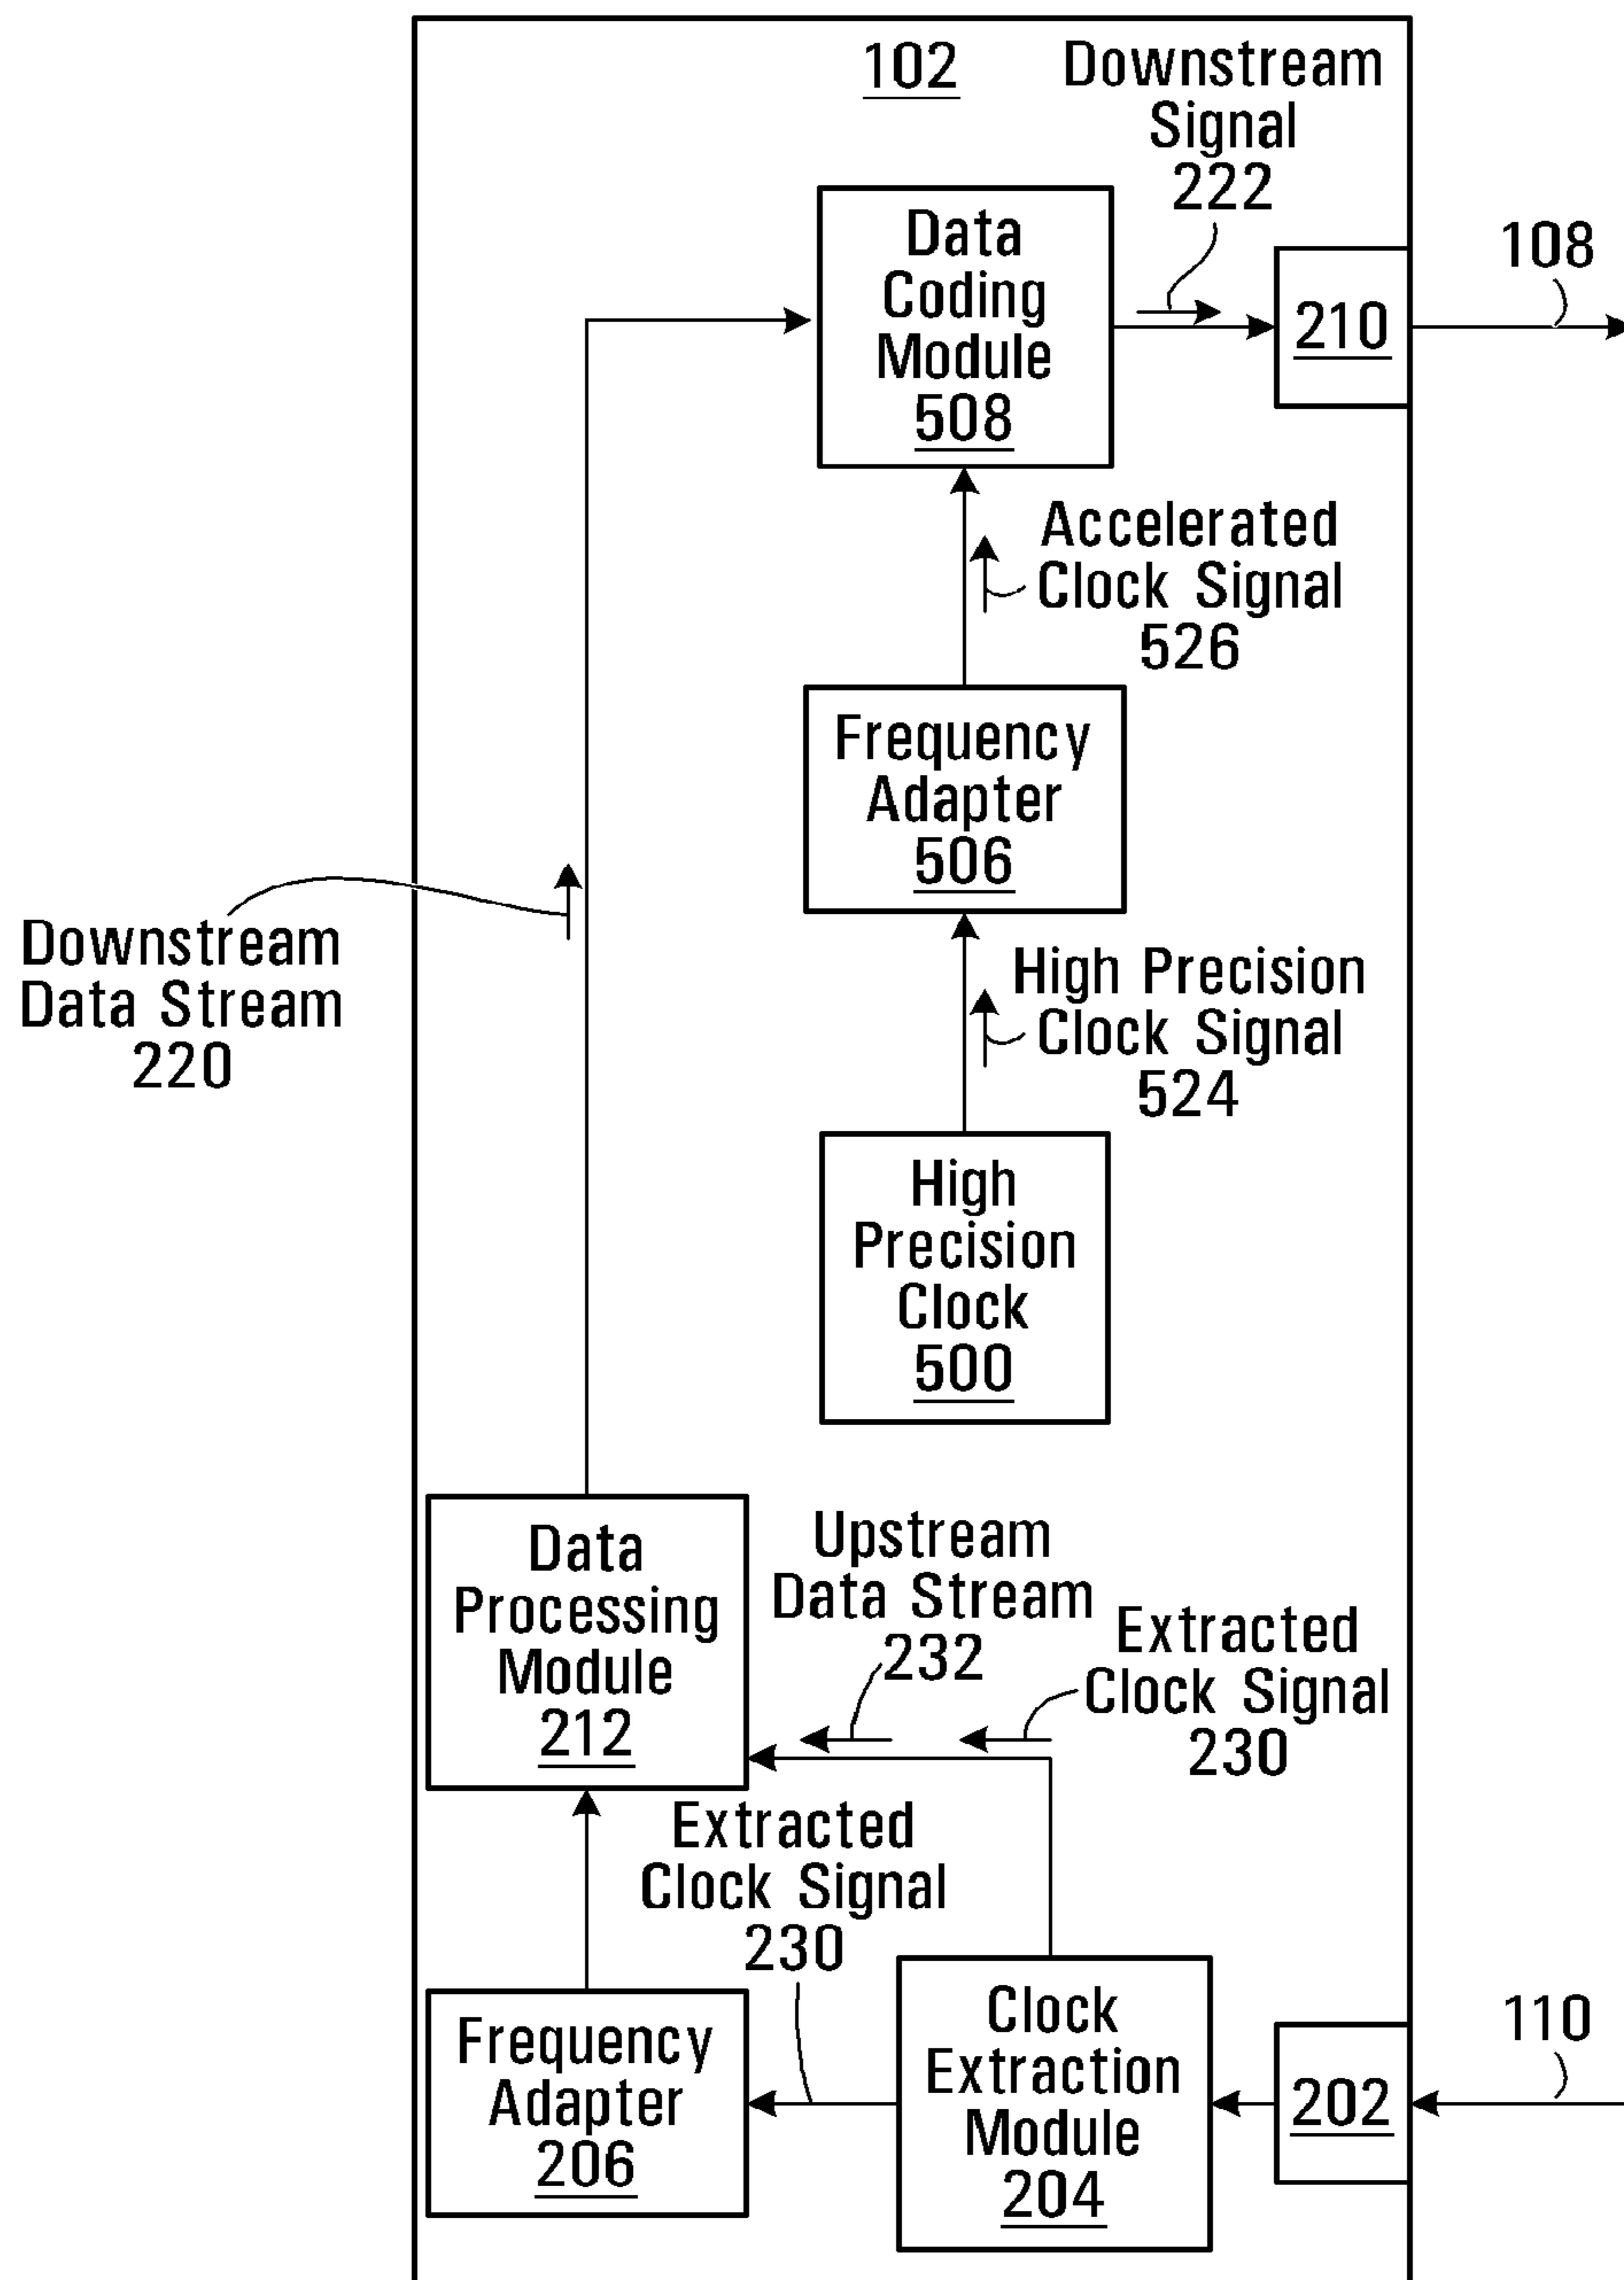 102
Downstream
Signal
222
Data
Coding
Module
508
210
108
Accelerated
Clock Signal
526
Frequency
Adapter
506
Downstream
Data Stream
220
High Precision
Clock Signal
524
High
Precision
Clock
500
Data
Processing
Module
212
Upstream
Data Stream
232
Extracted
Clock Signal
230
Extracted
Clock Signal
230
Frequency
Adapter
206
Clock
Extraction
Module
204
202
110